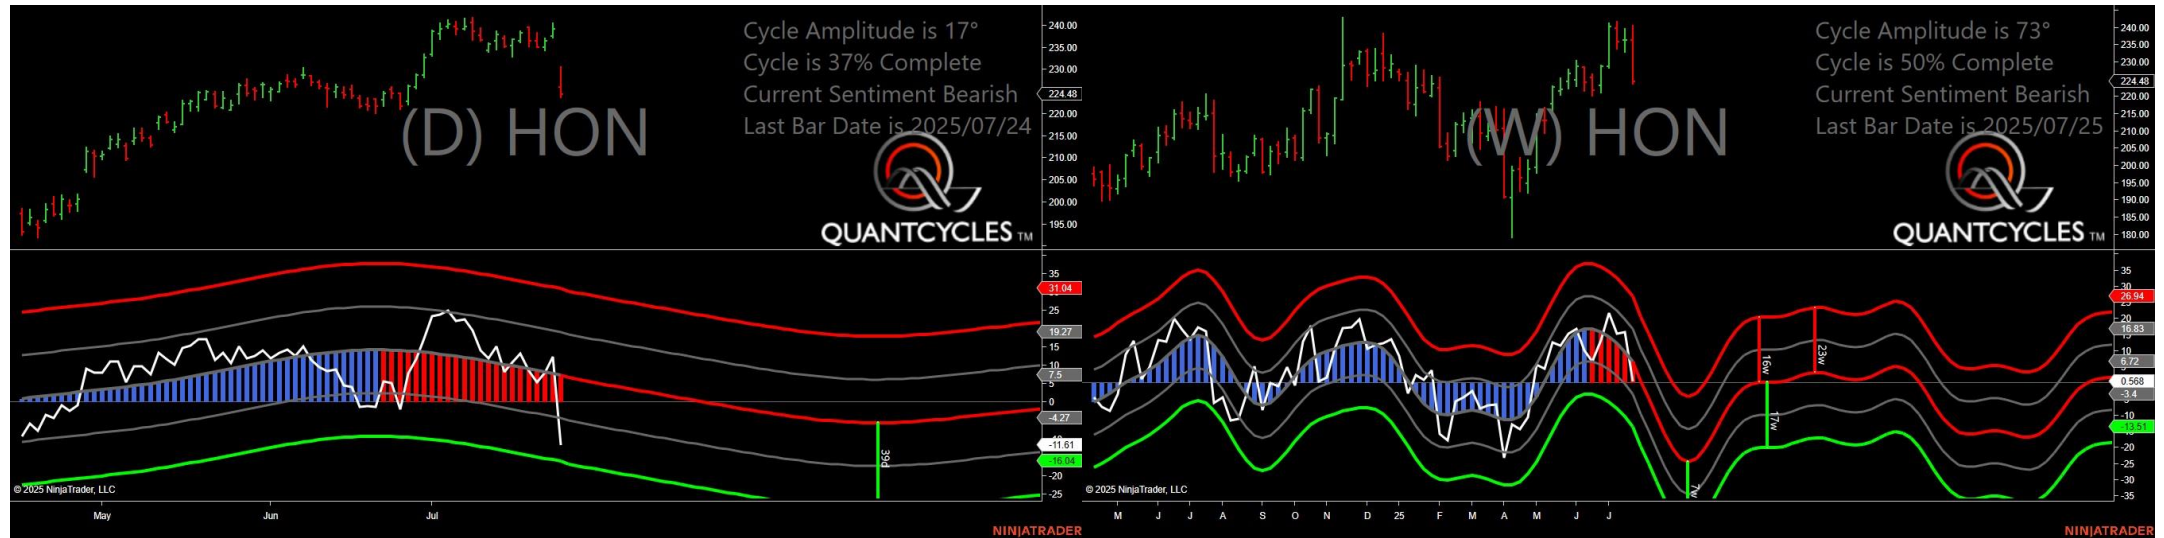 Cycle Amplitude is 17°
Cycle is 37% Complete
Current Sentiment Bearish
Last Bar Date is 2025/07/24
(D) HON
QUANTCYCLES TM
240.00
235.00
230.00
224.48
220.00
215.00
210.00
205.00
200.00
195.00
35
31.04
25
19.27
15
7.5
5
0
-4.27
-11.61
-16.04
-20
-25
39d
© 2025 NinjaTrader, LLC
May Jun Jul
NINJATRADER
Cycle Amplitude is 73°
Cycle is 50% Complete
Current Sentiment Bearish
Last Bar Date is 2025/07/25
(W) HON
QUANTCYCLES TM
240.00
235.00
230.00
224.48
220.00
215.00
210.00
205.00
200.00
195.00
190.00
185.00
180.00
35
30
26.94
20
16.83
10
6.72
0.568
-3.4
-10
-13.51
-20
-25
-30
-35
16w
23w
17w
7w
© 2025 NinjaTrader, LLC
M J J A S O N D 25 F M A M J J
NINJATRADER